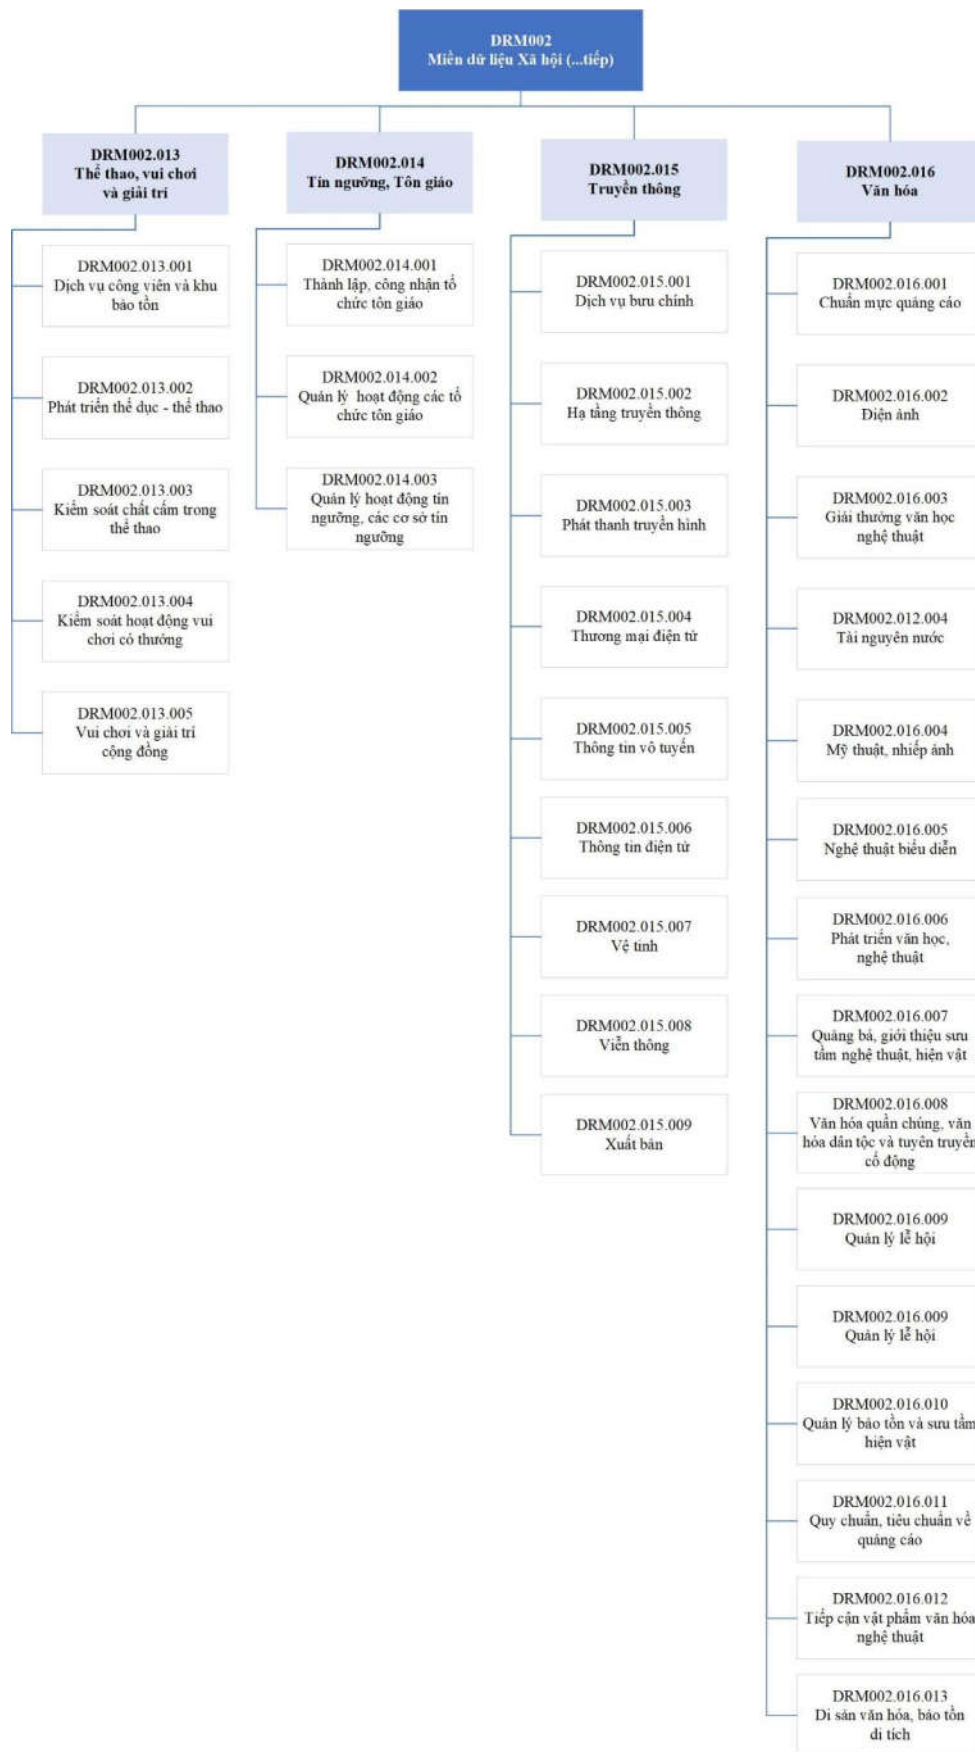 DRM002
Miền dữ liệu Xã hội (...tiếp)
DRM002.013
Thể thao, vui chơi
và giải trí
DRM002.013.001
Dịch vụ công viên và khu
bảo tồn
DRM002.013.002
Phát triển thể dục - thể thao
DRM002.013.003
Kiểm soát chất cấm trong
thể thao
DRM002.013.004
Kiểm soát hoạt động vui
chơi có thưởng
DRM002.013.005
Vui chơi và giải trí
cộng đồng
DRM002.014
Tín ngưỡng, Tôn giáo
DRM002.014.001
Thành lập, công nhận tổ
chức tôn giáo
DRM002.014.002
Quản lý hoạt động các tổ
chức tôn giáo
DRM002.014.003
Quản lý hoạt động tín
ngưỡng, các cơ sở tín
ngưỡng
DRM002.015
Truyền thông
DRM002.015.001
Dịch vụ bưu chính
DRM002.015.002
Hạ tầng truyền thông
DRM002.015.003
Phát thanh truyền hình
DRM002.015.004
Thương mại điện tử
DRM002.015.005
Thông tin vô tuyến
DRM002.015.006
Thông tin điện tử
DRM002.015.007
Vệ tinh
DRM002.015.008
Viễn thông
DRM002.015.009
Xuất bản
DRM002.016
Văn hóa
DRM002.016.001
Chuẩn mực quảng cáo
DRM002.016.002
Điện ảnh
DRM002.016.003
Giải thưởng văn học
nghệ thuật
DRM002.012.004
Tài nguyên nước
DRM002.016.004
Mỹ thuật, nhiếp ảnh
DRM002.016.005
Nghệ thuật biểu diễn
DRM002.016.006
Phát triển văn học,
nghệ thuật
DRM002.016.007
Quảng bá, giới thiệu sưu
tầm nghệ thuật, hiện vật
DRM002.016.008
Văn hóa quần chúng, văn
hóa dân tộc và tuyên truyền
cổ động
DRM002.016.009
Quản lý lễ hội
DRM002.016.009
Quản lý lễ hội
DRM002.016.010
Quản lý bảo tồn và sưu tầm
hiện vật
DRM002.016.011
Quy chuẩn, tiêu chuẩn về
quảng cáo
DRM002.016.012
Tiếp cận vật phẩm văn hóa
nghệ thuật
DRM002.016.013
Di sản văn hóa, bảo tồn
di tích